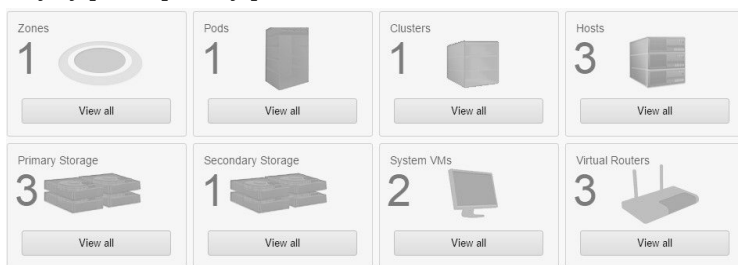 Zones
1
View all
Pods
1
View all
Clusters
1
View all
Hosts
3
View all
Primary Storage
3
View all
Secondary Storage
1
View all
System VMs
2
View all
Virtual Routers
3
View all